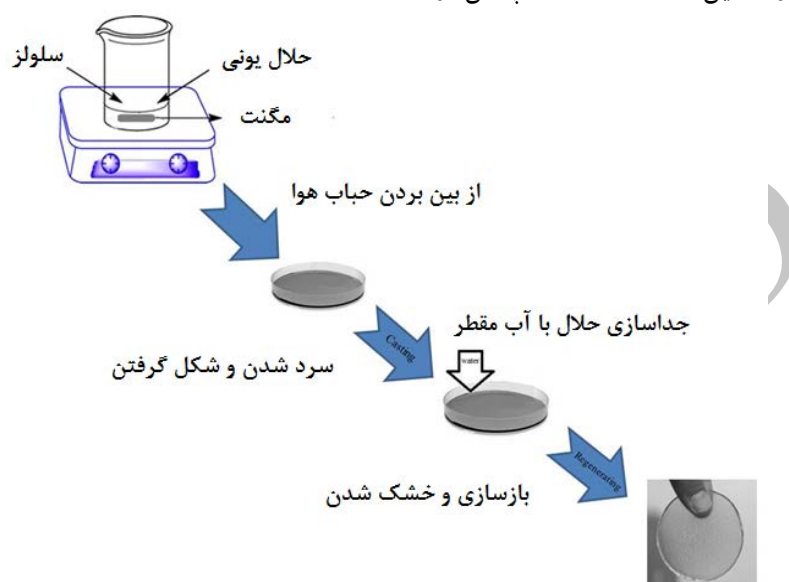 سلولز
حلال یونی
مگنت
از بین بردن حباب هوا
جداسازی حلال با آب مقطر
Casting
water
سرد شدن و شکل گرفتن
Regenerating
بازسازی و خشک شدن